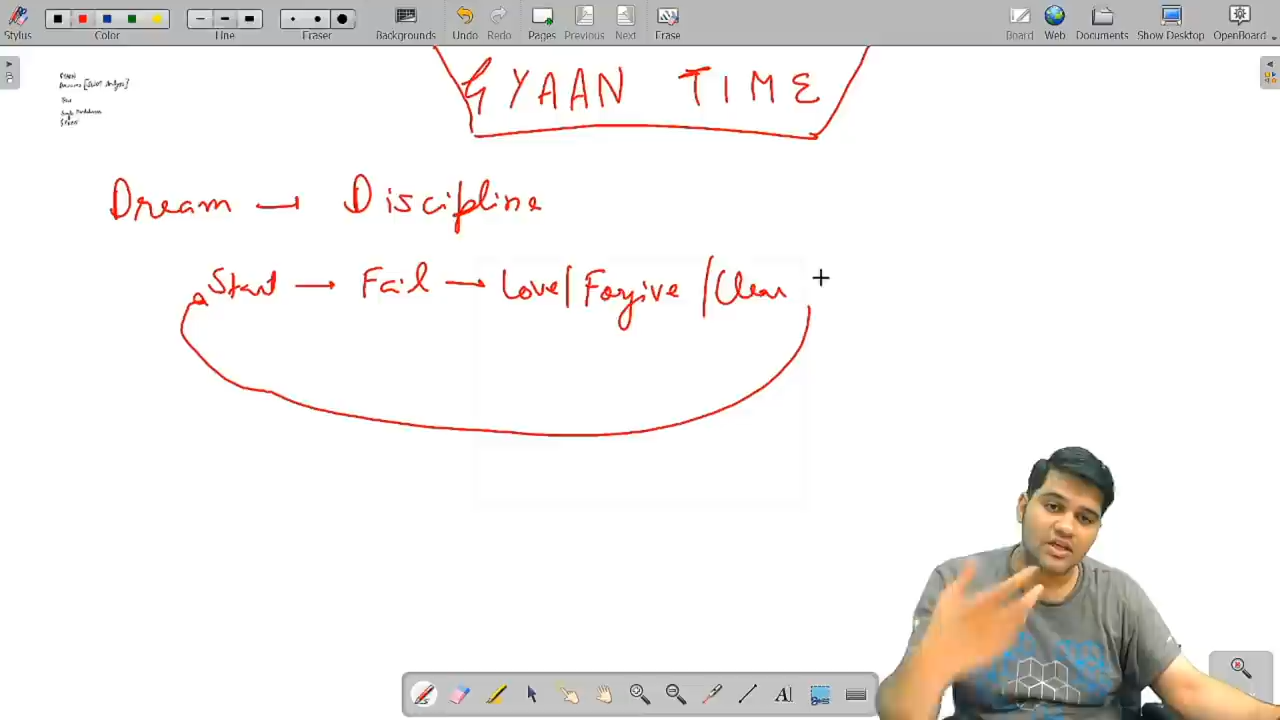 Stylus Color Line Eraser Backgrounds Undo Redo Pages Previous Next Erase Board Web Documents Show Desktop OpenBoard
GYAAN TIME
Dream → Discipline
Start → Fail → Love/ Forgive / Clear